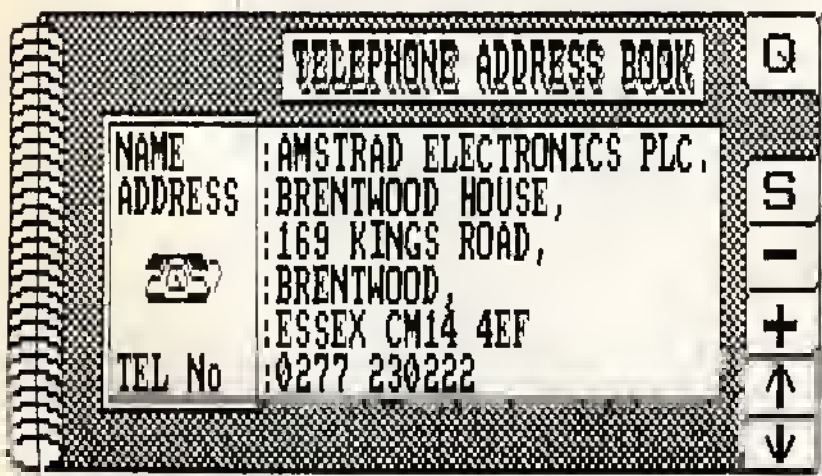 TELEPHONE ADDRESS BOOK
Q
NAME :AMSTRAD ELECTRONICS PLC.
ADDRESS :BRENTWOOD HOUSE,
:169 KINGS ROAD,
:BRENTWOOD,
:ESSEX CM14 4EF
TEL No :0277 230222
S
-
+
↑
↓